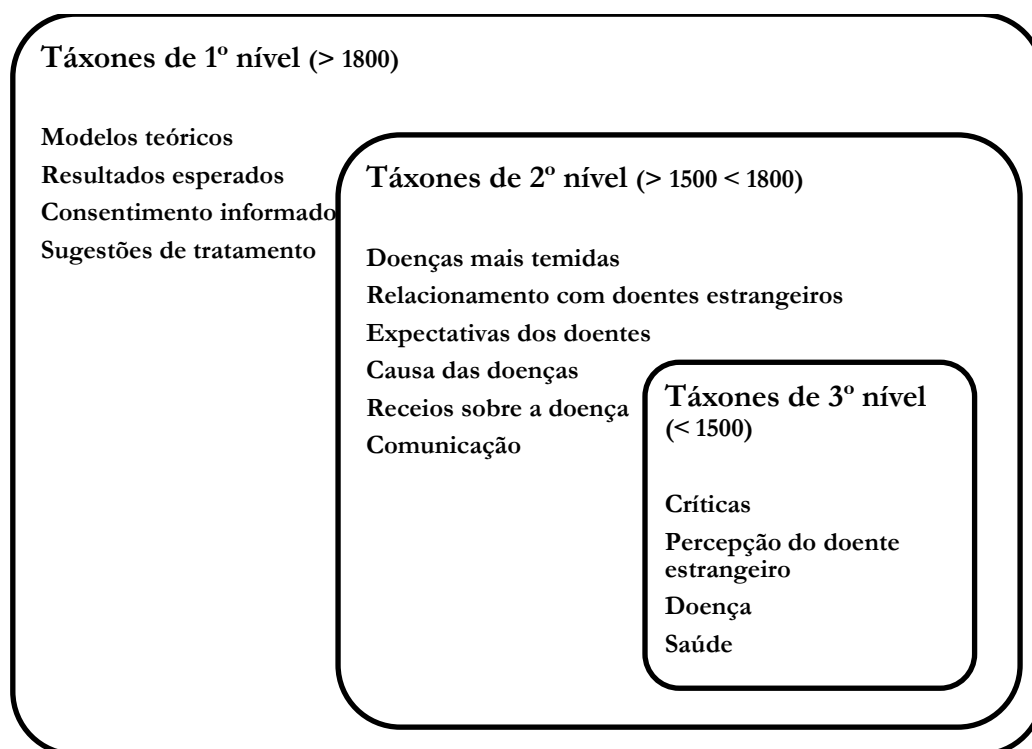 Táxones de 1º nível (> 1800)
Modelos teóricos
Resultados esperados
Consentimento informado
Sugestões de tratamento
Táxones de 2º nível (> 1500 < 1800)
Doenças mais temidas
Relacionamento com doentes estrangeiros
Expectativas dos doentes
Causa das doenças
Receios sobre a doença
Comunicação
Táxones de 3º nível
(< 1500)
Críticas
Percepção do doente
estrangeiro
Doença
Saúde